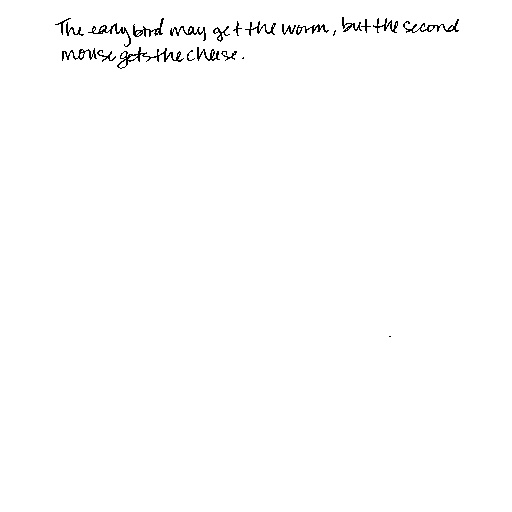 The early bird may get the worm, but the second
mouse gets the cheese.